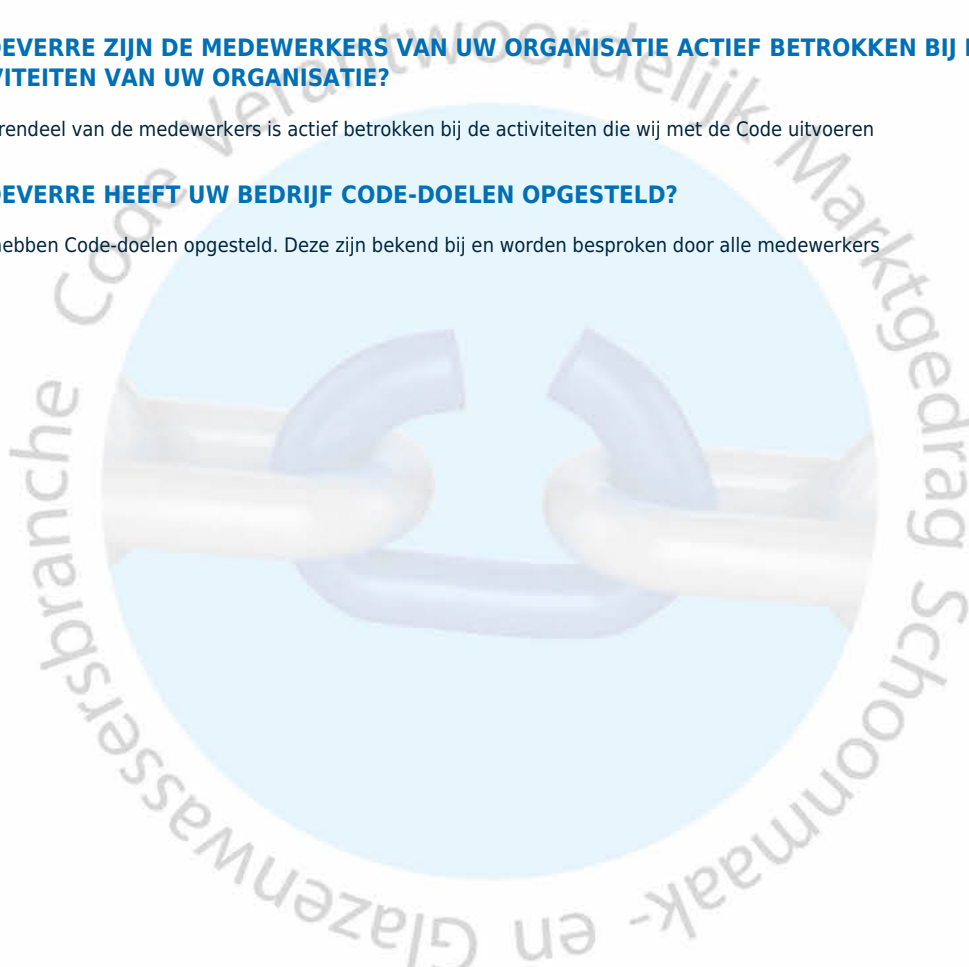 OEVERRE ZIJN DE MEDEWERKERS VAN UW ORGANISATIE ACTIEF BETROKKEN BIJ
VITEITEN VAN UW ORGANISATIE?
rendeel van de medewerkers is actief betrokken bij de activiteiten die wij met de Code uitvoeren
OEVERRE HEEFT UW BEDRIJF CODE-DOELEN OPGESTELD?
hebben Code-doelen opgesteld. Deze zijn bekend bij en worden besproken door alle medewerkers
Code Verantwoordelijk Marktgedrag Schoonmaak- en Glazenwassersbranche